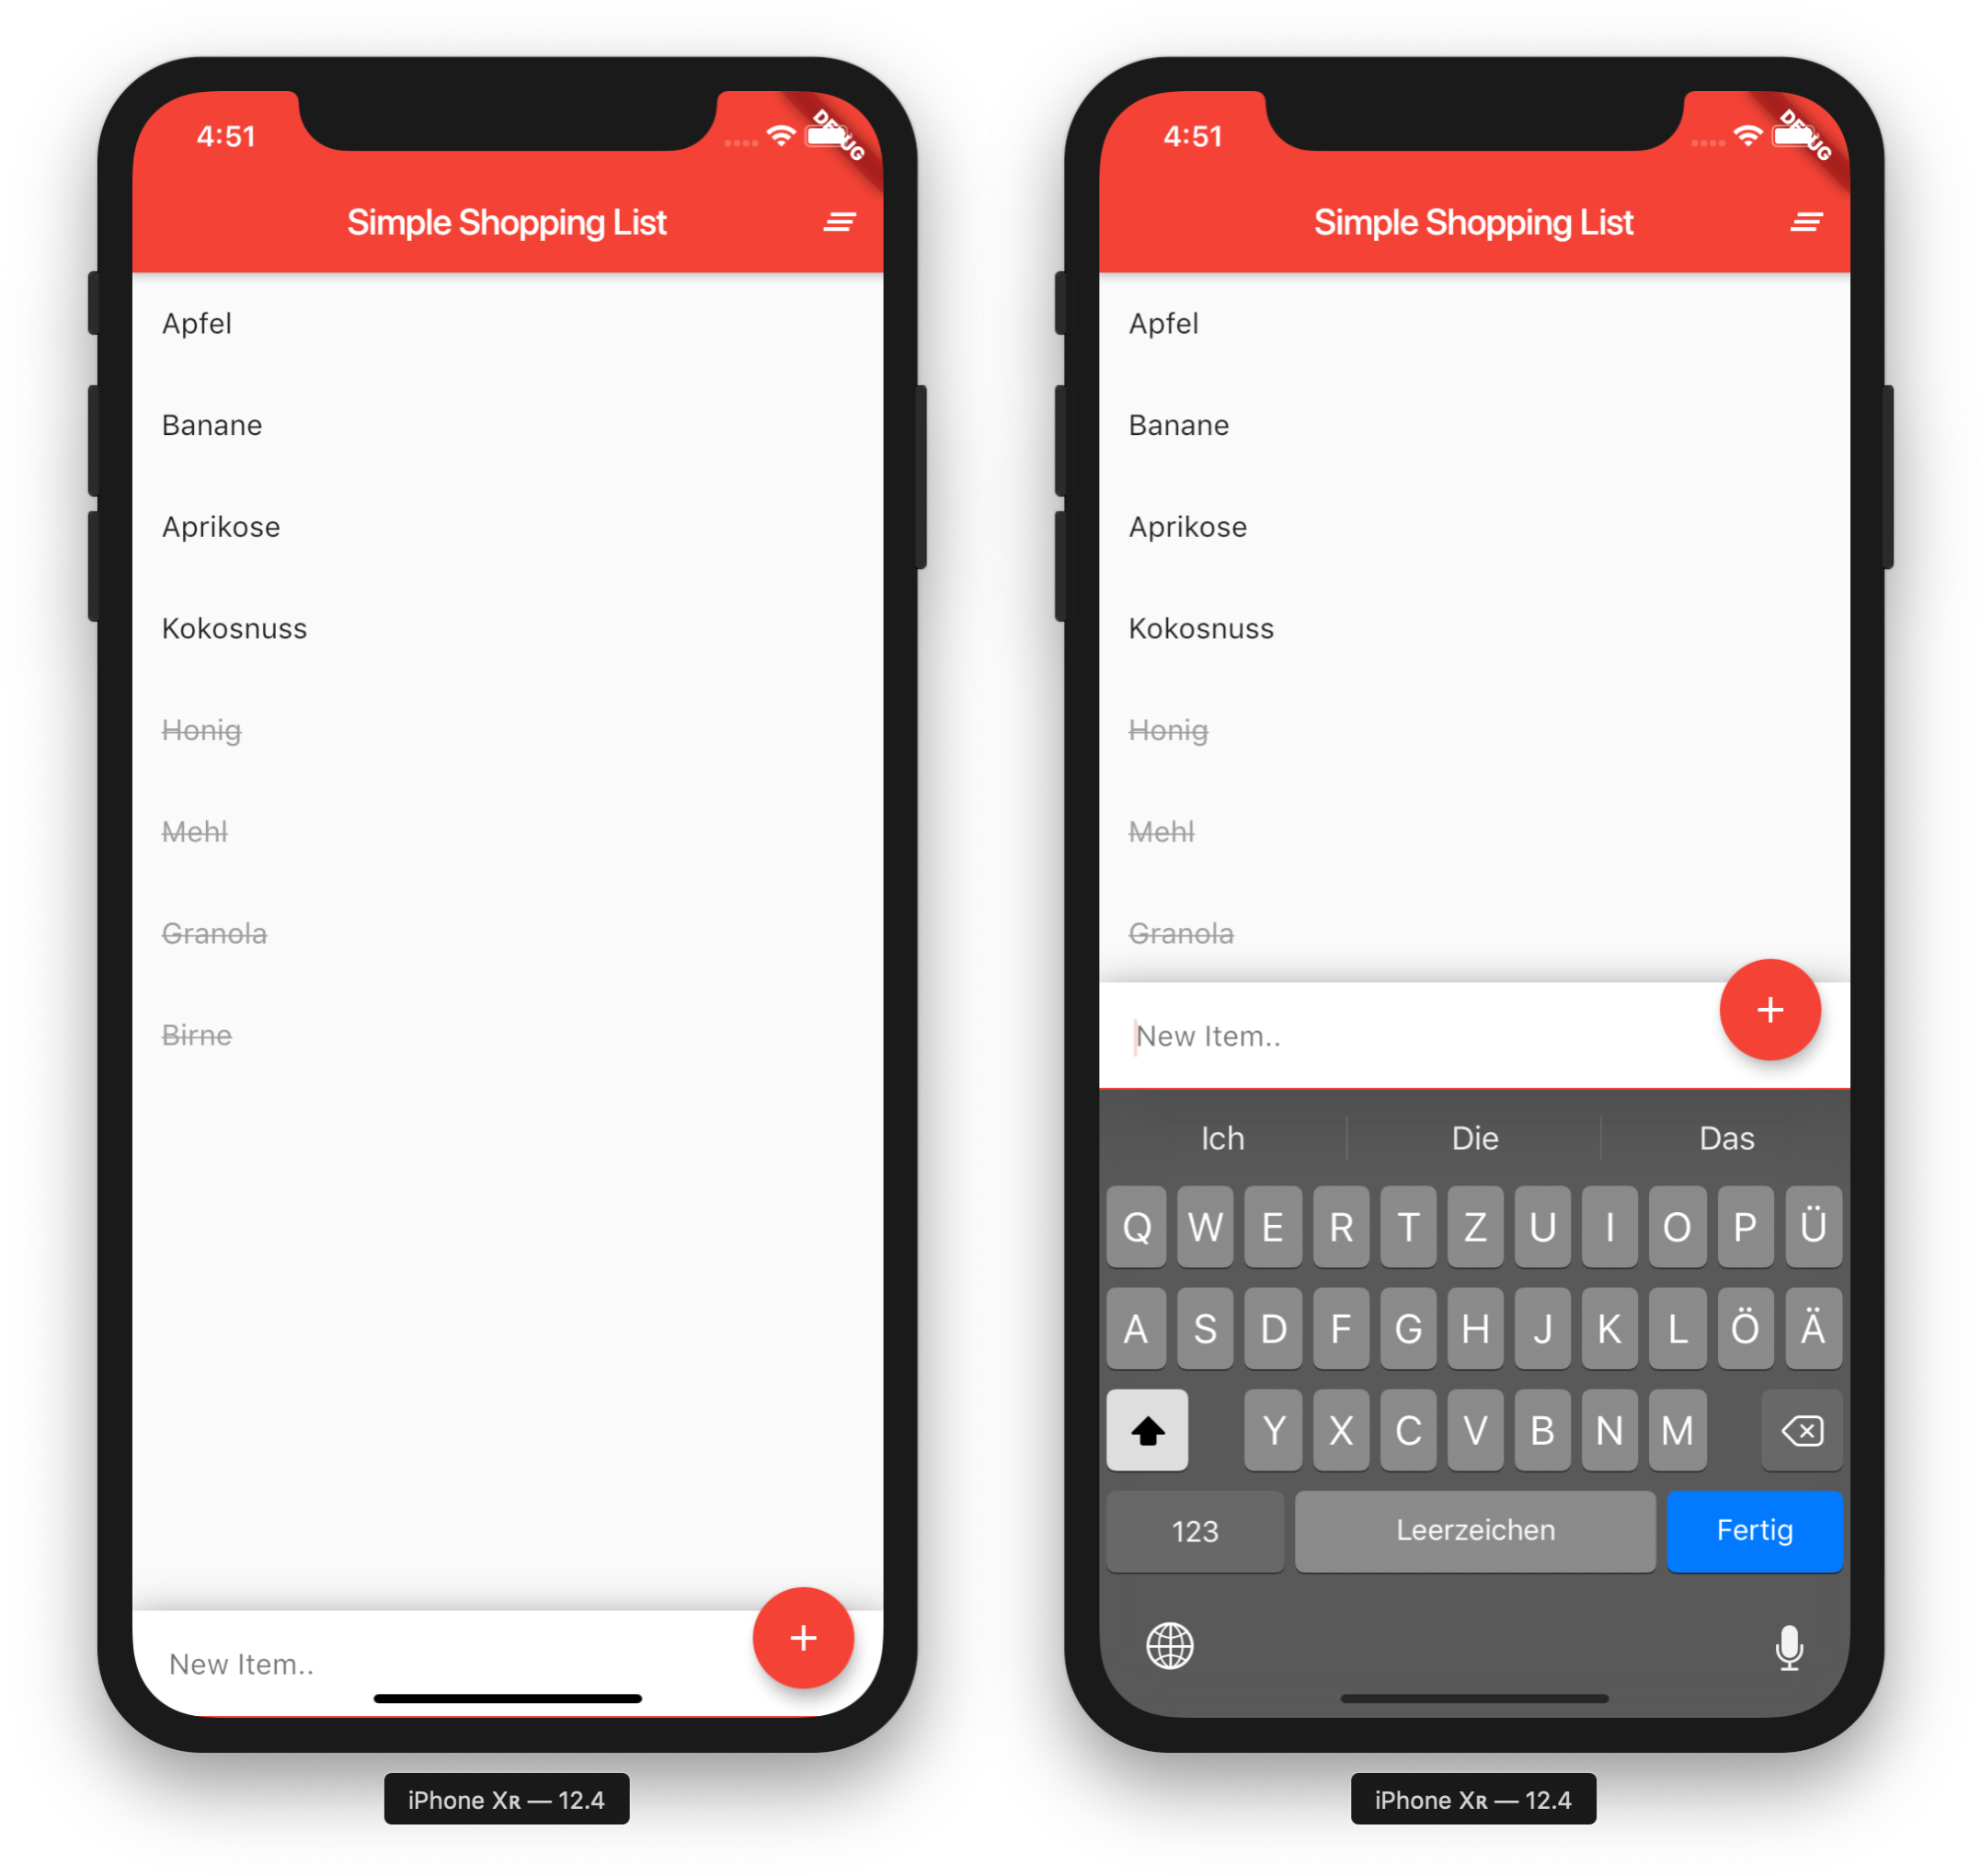 4:51
DEBUG
Simple Shopping List
Apfel
Banane
Aprikose
Kokosnuss
Honig
Mehl
Granola
Birne
New Item..
+
iPhone Xʀ — 12.4
4:51
DEBUG
Simple Shopping List
Apfel
Banane
Aprikose
Kokosnuss
Honig
Mehl
Granola
New Item..
+
Ich Die Das
Q W E R T Z U I O P Ü
A S D F G H J K L Ö Ä
Y X C V B N M
123 Leerzeichen Fertig
iPhone Xʀ — 12.4